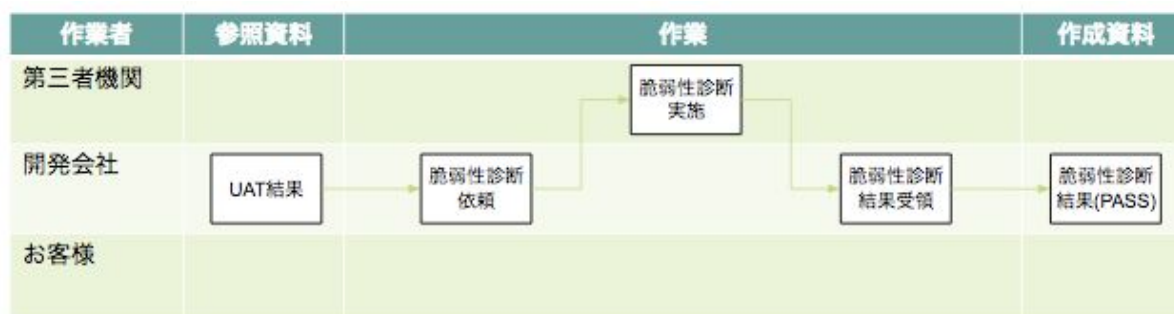 作業者
参照資料
作業
作成資料
第三者機関
脆弱性診断
実施
開発会社
UAT結果
脆弱性診断
依頼
脆弱性診断
結果受領
脆弱性診断
結果(PASS)
お客様